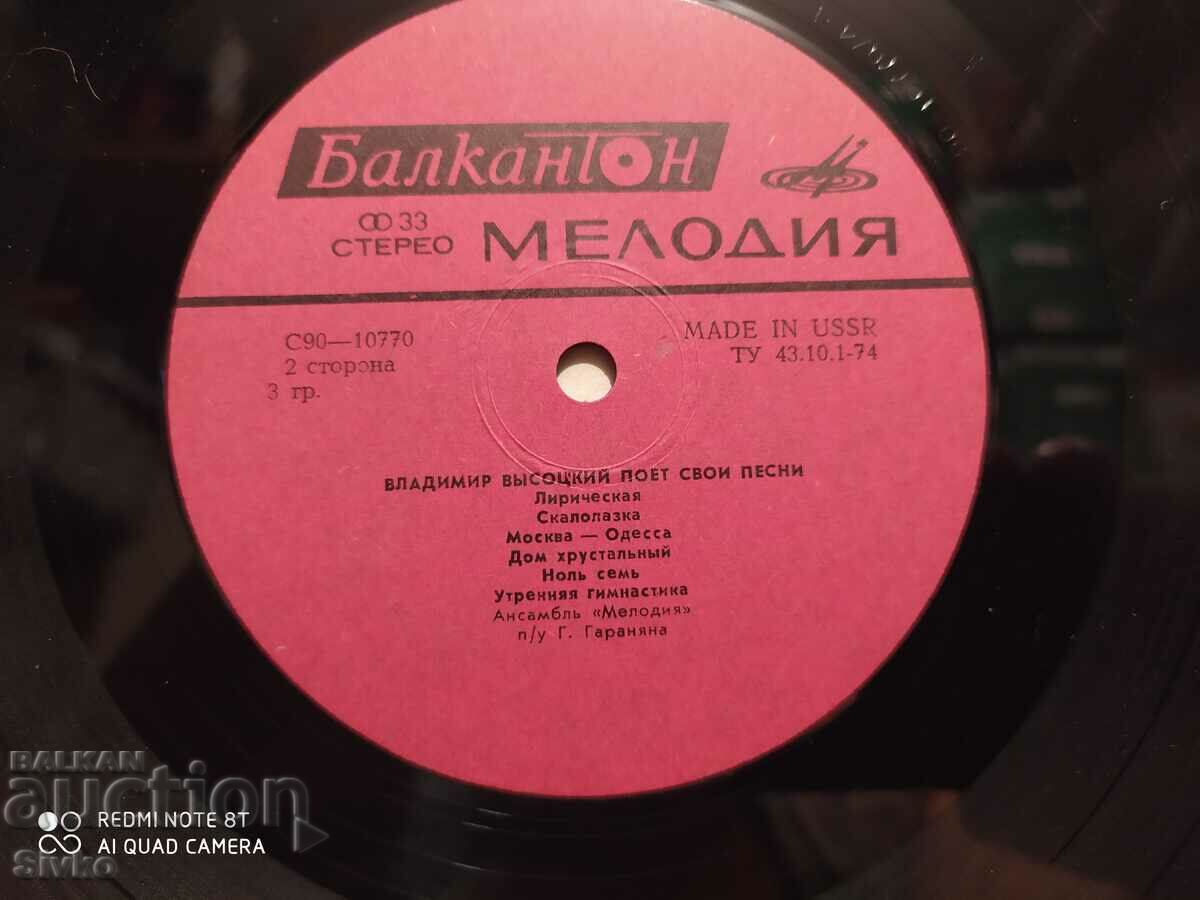 Балкантон
33
СТЕРЕО
МЕЛОДИЯ
С90—10770
2 сторона
3 гр.
MADE IN USSR
ТУ 43.10.1-74
ВЛАДИМИР ВЫСОЦКИЙ ПОЕТ СВОИ ПЕСНИ
Лирическая
Скалолазка
Москва — Одесса
Дом хрустальный
Ноль семь
Утренняя гимнастика
Ансамбль «Мелодия»
п/у Г. Гараняна
BALKAN
auction
REDMI NOTE 8T
AI QUAD CAMERA
Sivko